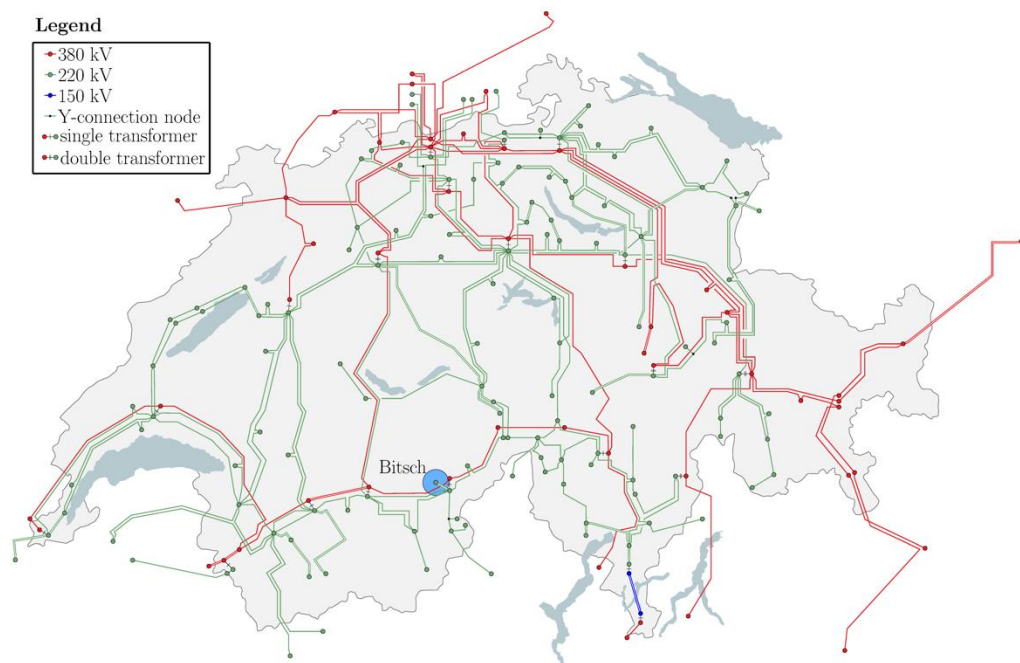 Legend
380 kV
220 kV
150 kV
Y-connection node
single transformer
double transformer
Bitsch